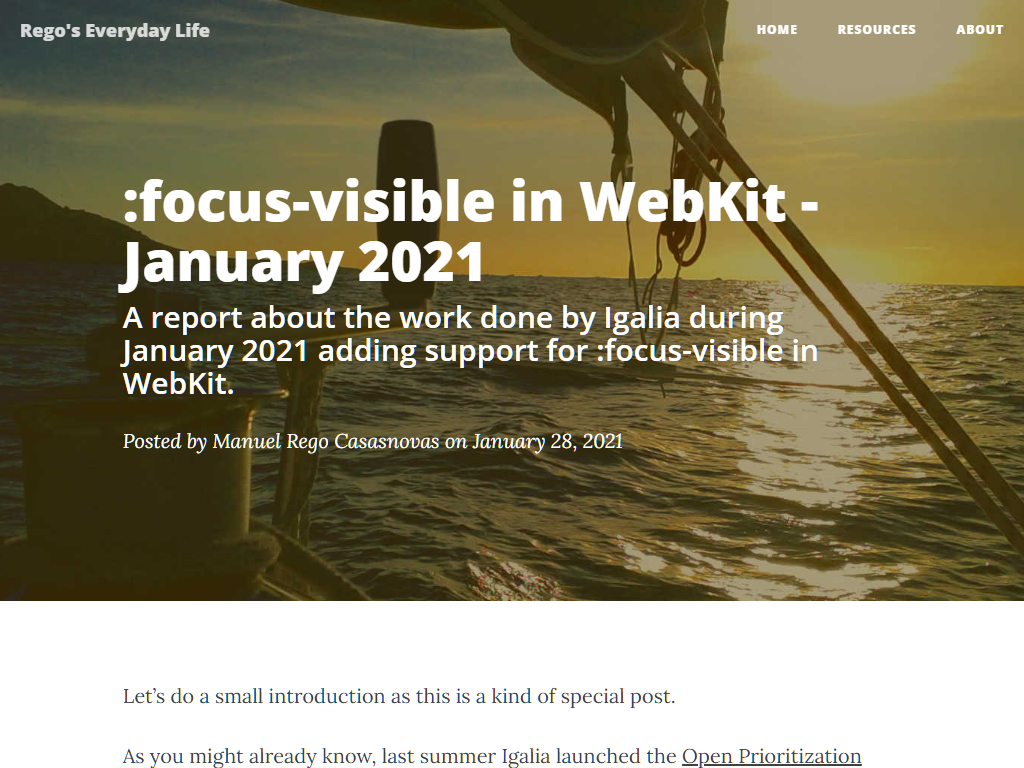 Rego's Everyday Life
HOME RESOURCES ABOUT
:focus-visible in WebKit -
January 2021
A report about the work done by Igalia during
January 2021 adding support for :focus-visible in
WebKit.
Posted by Manuel Rego Casasnovas on January 28, 2021
Let’s do a small introduction as this is a kind of special post.
As you might already know, last summer Igalia launched the Open Prioritization